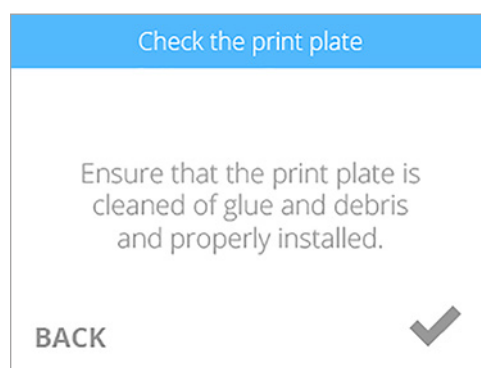 Check the print plate
Ensure that the print plate is
cleaned of glue and debris
and properly installed.
BACK